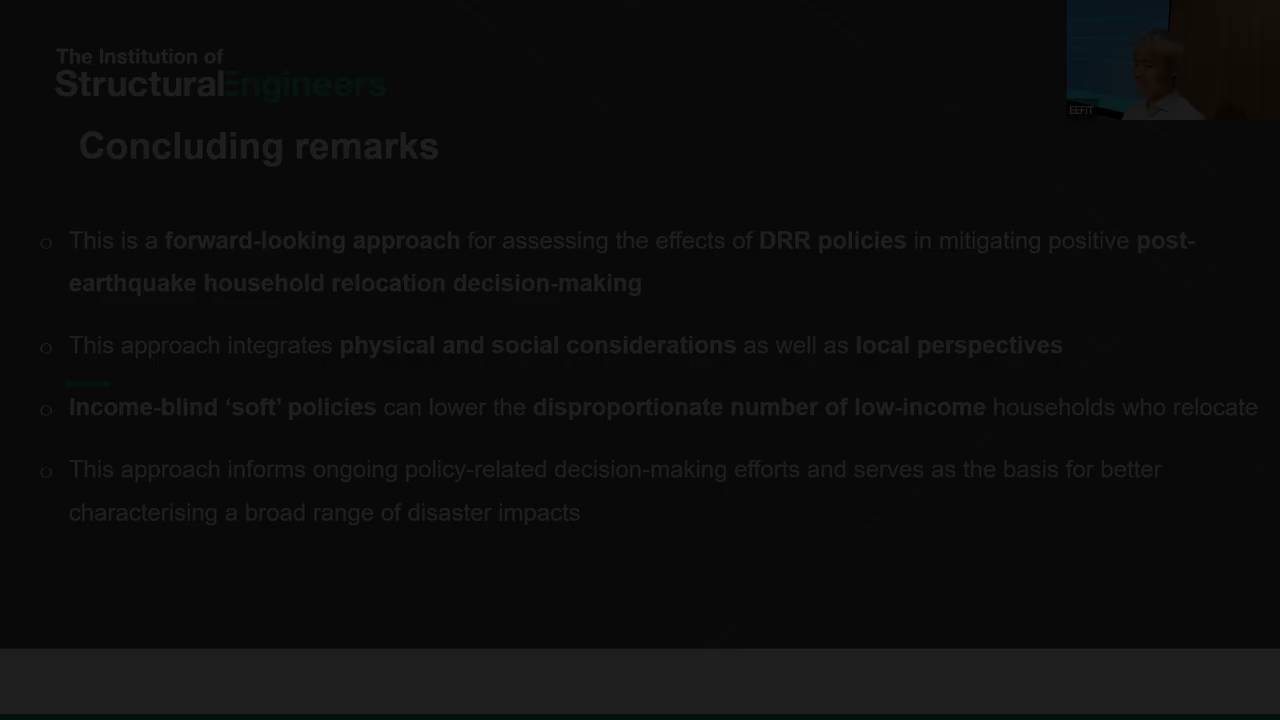 The Institution of
StructuralEngineers
EEFIT
Concluding remarks
o This is a forward-looking approach for assessing the effects of DRR policies in mitigating positive post-
earthquake household relocation decision-making
o This approach integrates physical and social considerations as well as local perspectives
o Income-blind ‘soft’ policies can lower the disproportionate number of low-income households who relocate
o This approach informs ongoing policy-related decision-making efforts and serves as the basis for better
characterising a broad range of disaster impacts